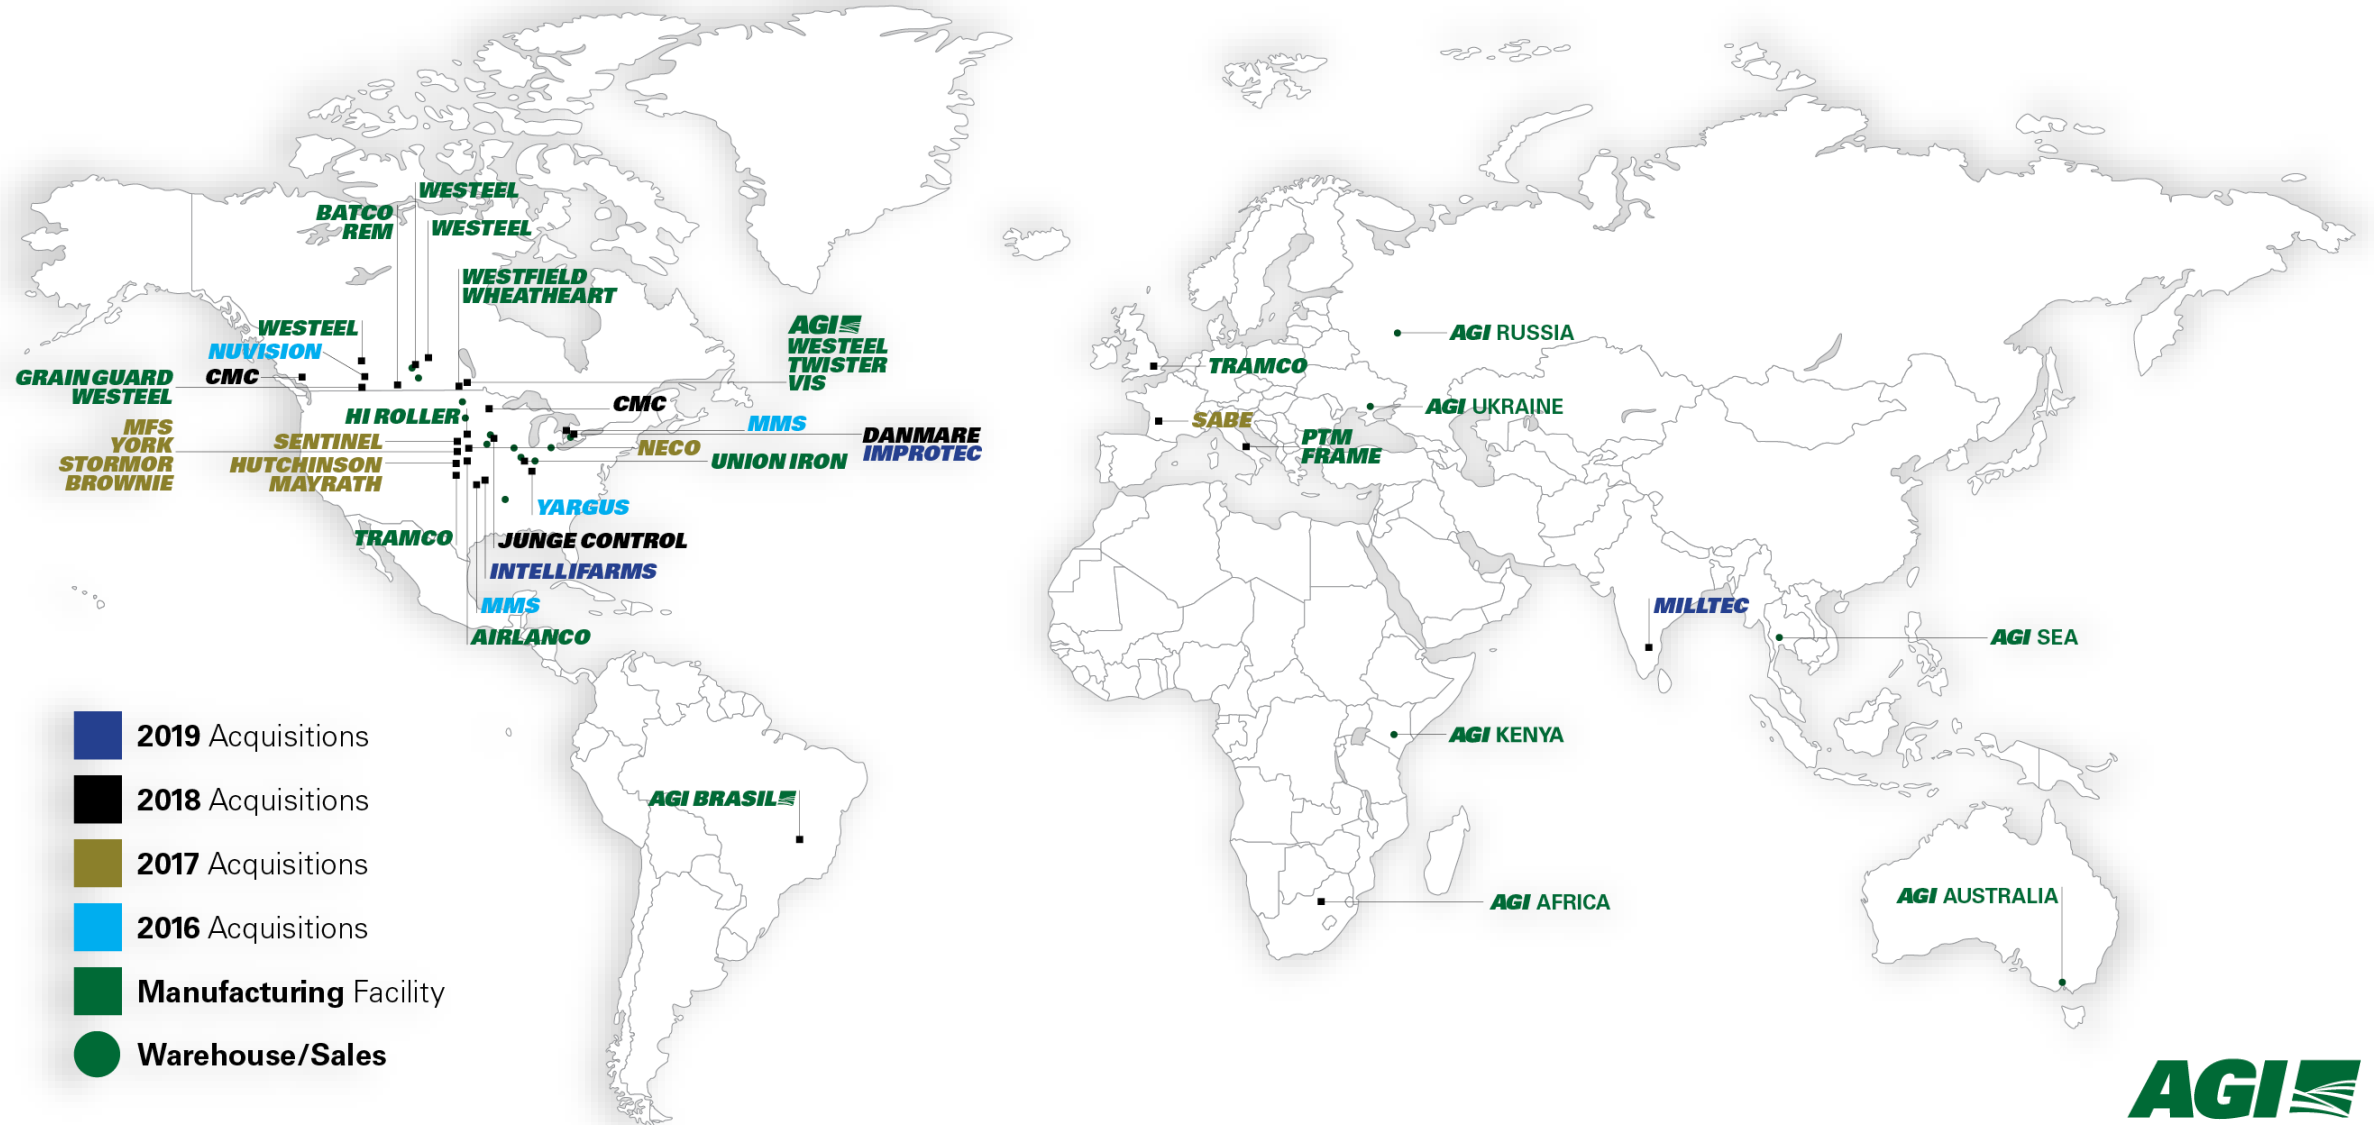 WESTEEL
BATCO
REM
WESTEEL
WESTFIELD
WHEATHEART
WESTEEL
NUVISION
CMC
GRAIN GUARD
WESTEEL
AGI
WESTEEL
TWISTER
VIS
HI ROLLER
CMC
MMS
MFS
YORK
STORMOR
BROWNIE
SENTINEL
HUTCHINSON
MAYRATH
NECO
DANMARE
IMPROTEC
UNION IRON
YARGUS
TRAMCO
JUNGE CONTROL
INTELLIFARMS
MMS
AIRLANCO
AGI RUSSIA
TRAMCO
AGI UKRAINE
SABE
PTM
FRAME
MILLTEC
AGI SEA
AGI KENYA
AGI BRASIL
AGI AFRICA
AGI AUSTRALIA
2019 Acquisitions
2018 Acquisitions
2017 Acquisitions
2016 Acquisitions
Manufacturing Facility
Warehouse/Sales
AGI